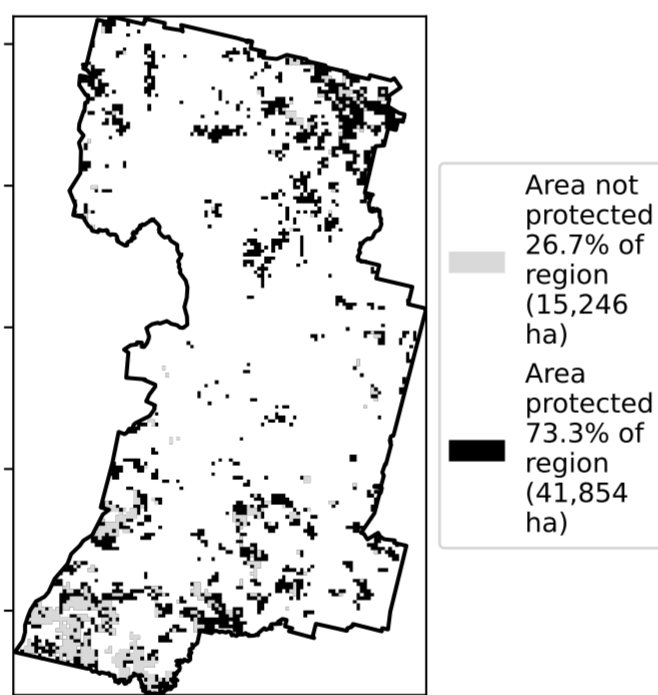 Area not
protected
26.7% of
region
(15,246
ha)
Area
protected
73.3% of
region
(41,854
ha)